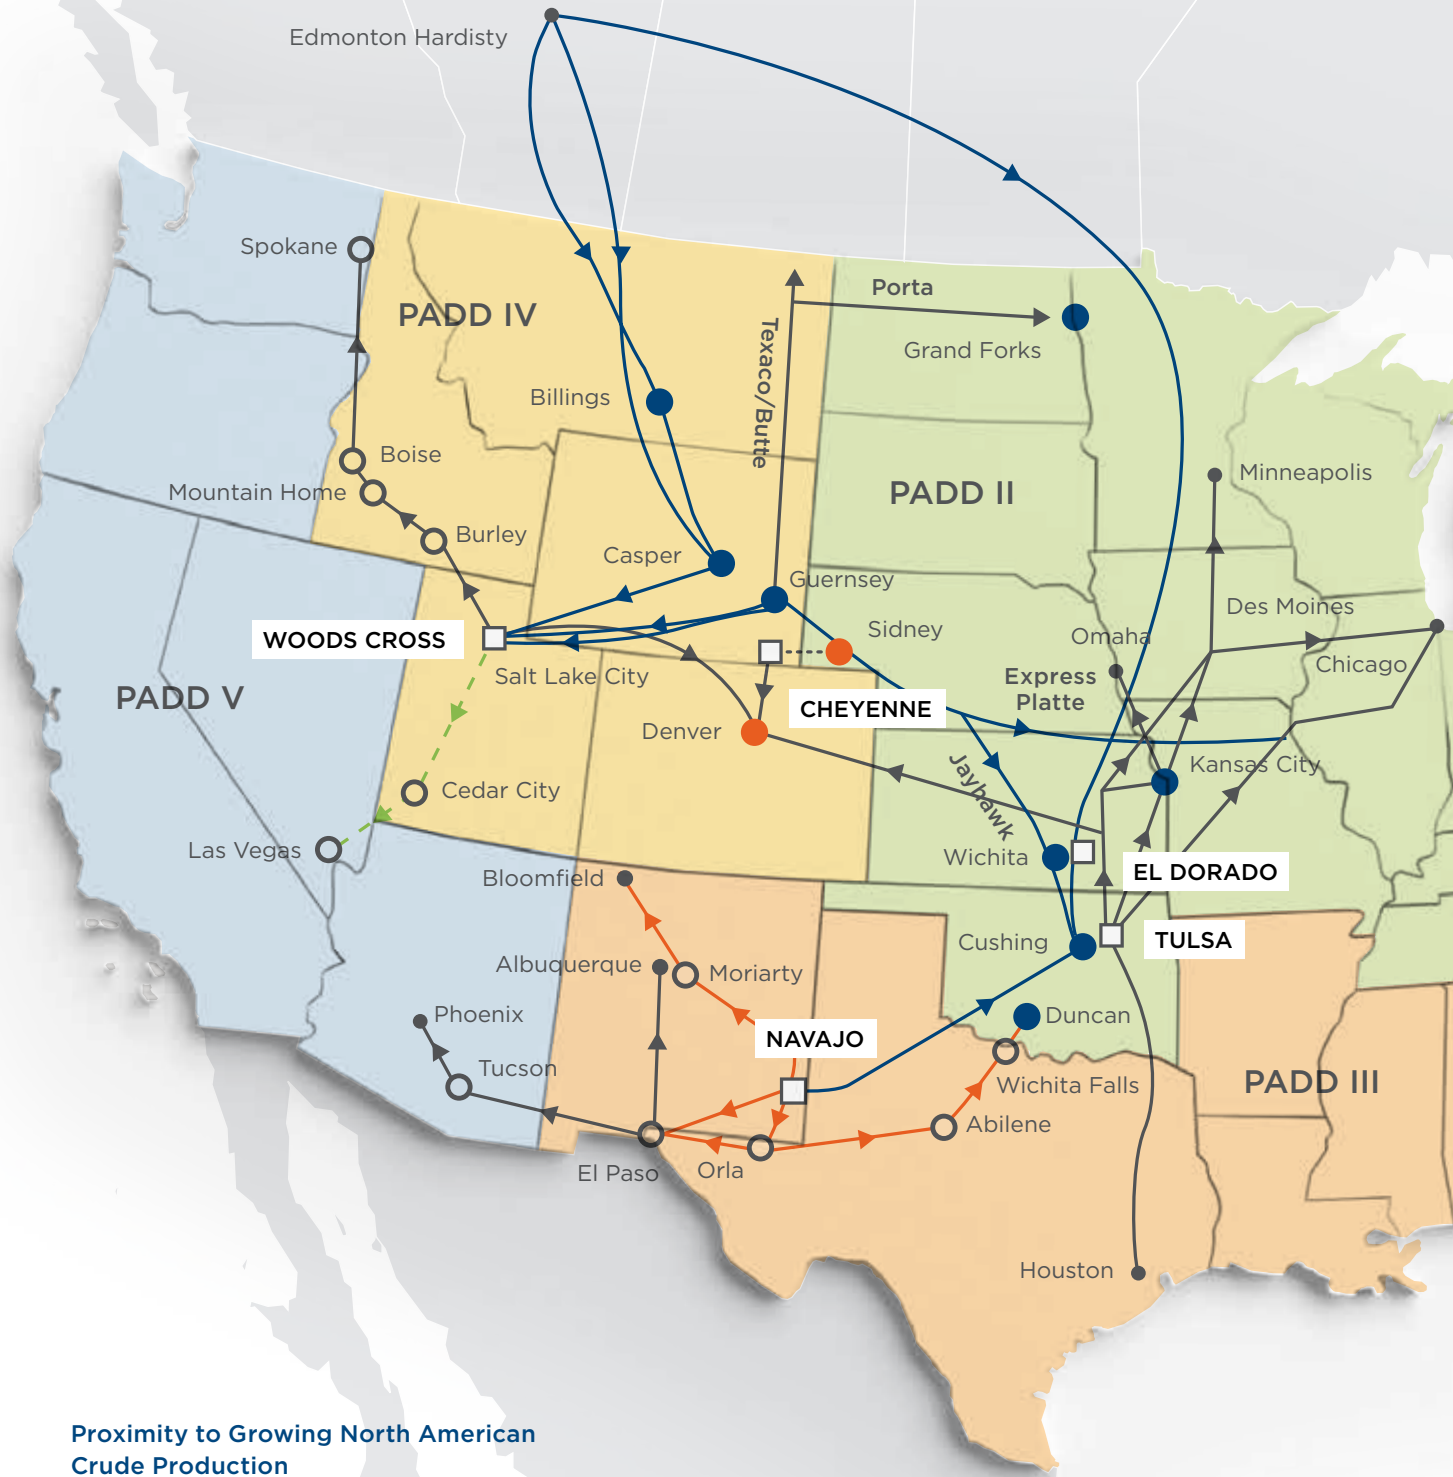 Edmonton Hardisty
Spokane
PADD IV
Porta
Texaco/Butte
Grand Forks
Billings
Boise
Mountain Home
Minneapolis
PADD II
Burley
Casper
Guernsey
Des Moines
Sidney
Omaha
WOODS CROSS
Chicago
Salt Lake City
Express
Platte
PADD V
CHEYENNE
Denver
Kansas City
Jayhawk
Cedar City
Las Vegas
Wichita
EL DORADO
Bloomfield
Cushing
TULSA
Albuquerque
Moriarty
Phoenix
Duncan
NAVAJO
Tucson
Wichita Falls
PADD III
Abilene
El Paso
Orla
Houston
Proximity to Growing North American
Crude Production